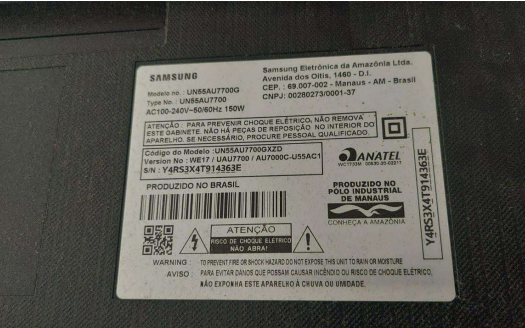 SAMSUNG
Modelo no. : UN55AU7700G
Type No. : UN55AU7700
AC100-240V~50/60Hz 150W
Samsung Eletrônica da Amazônia Ltda.
Avenida dos Oitis, 1460 - D.I.
CEP. : 69.007-002 - Manaus - AM - Brasil
CNPJ: 00280273/0001-37
ATENÇÃO : PARA PREVENIR CHOQUE ELÉTRICO, NÃO REMOVA
ESTE GABINETE. NÃO HÁ PEÇAS DE REPOSIÇÃO NO INTERIOR DO
APARELHO. SE NECESSÁRIO, PROCURE PESSOAL QUALIFICADO.
Código do Modelo : UN55AU7700GXZD
Version No : WE17 / UAU7700 / AU7000C-U55AC1
S/N : Y4RS3X4T914363E
ANATEL
PRODUZIDO NO BRASIL
PRODUZIDO NO
POLO INDUSTRIAL
DE MANAUS
CONHEÇA A AMAZÔNIA
Y4RS3X4T914363E
ATENÇÃO
RISCO DE CHOQUE ELÉTRICO
NÃO ABRA!
WARNING : TO PREVENT FIRE OR SHOCK HAZARD DO NOT EXPOSE THIS UNIT TO RAIN OR MOISTURE
AVISO : PARA EVITAR DANOS QUE POSSAM CAUSAR INCÊNDIO OU RISCO DE CHOQUE ELÉTRICO,
NÃO EXPONHA ESTE APARELHO À CHUVA OU UMIDADE.